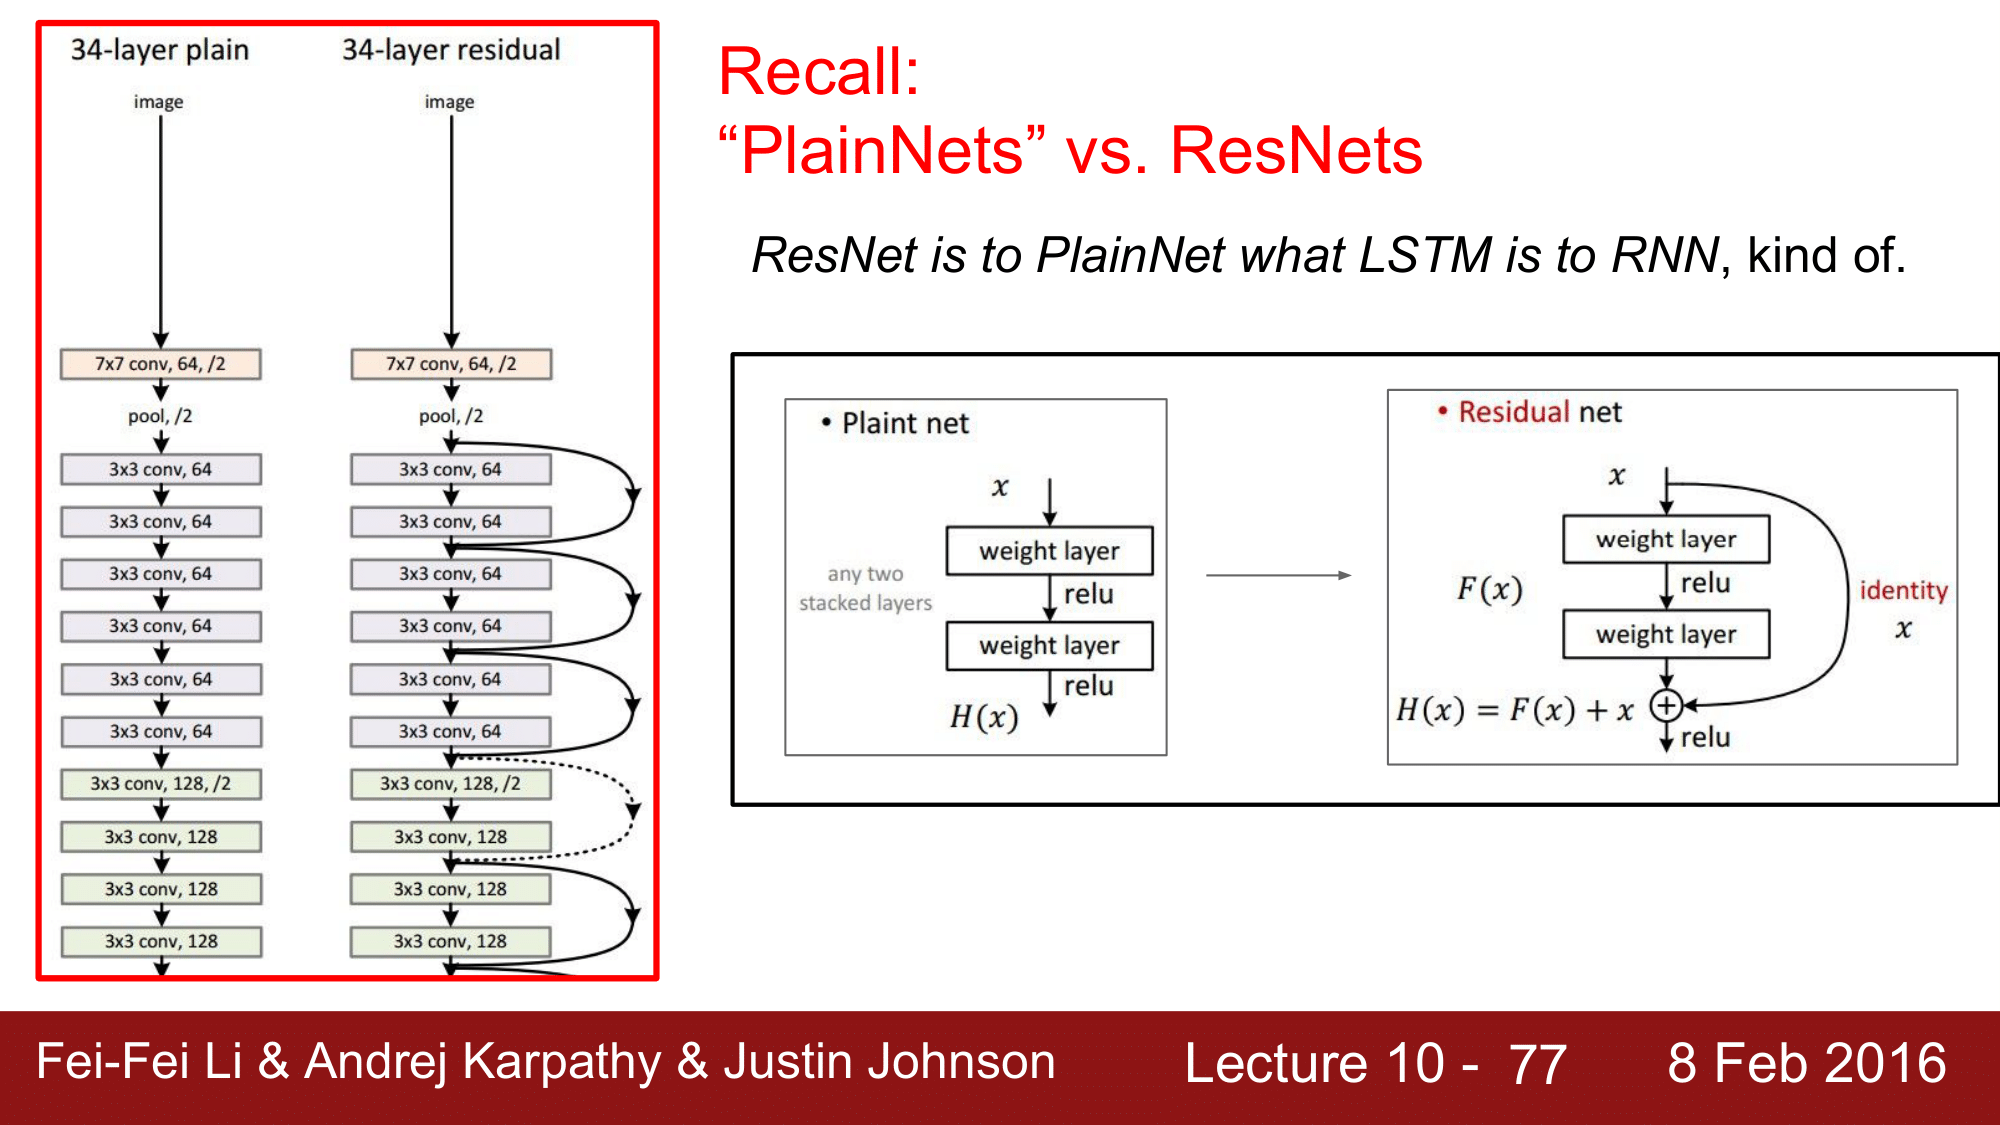 34-layer plain
34-layer residual
image
image
7x7 conv, 64, /2
7x7 conv, 64, /2
pool, /2
pool, /2
3x3 conv, 64
3x3 conv, 64
3x3 conv, 64
3x3 conv, 64
3x3 conv, 64
3x3 conv, 64
3x3 conv, 64
3x3 conv, 64
3x3 conv, 64
3x3 conv, 64
3x3 conv, 64
3x3 conv, 64
3x3 conv, 128, /2
3x3 conv, 128, /2
3x3 conv, 128
3x3 conv, 128
3x3 conv, 128
3x3 conv, 128
3x3 conv, 128
3x3 conv, 128
Recall:
“PlainNets” vs. ResNets
ResNet is to PlainNet what LSTM is to RNN, kind of.
• Plaint net
x
weight layer
any two
stacked layers
relu
weight layer
relu
H(x)
• Residual net
x
weight layer
F(x)
relu
identity
x
weight layer
H(x) = F(x) + x
relu
Fei-Fei Li & Andrej Karpathy & Justin Johnson
Lecture 10 - 77
8 Feb 2016